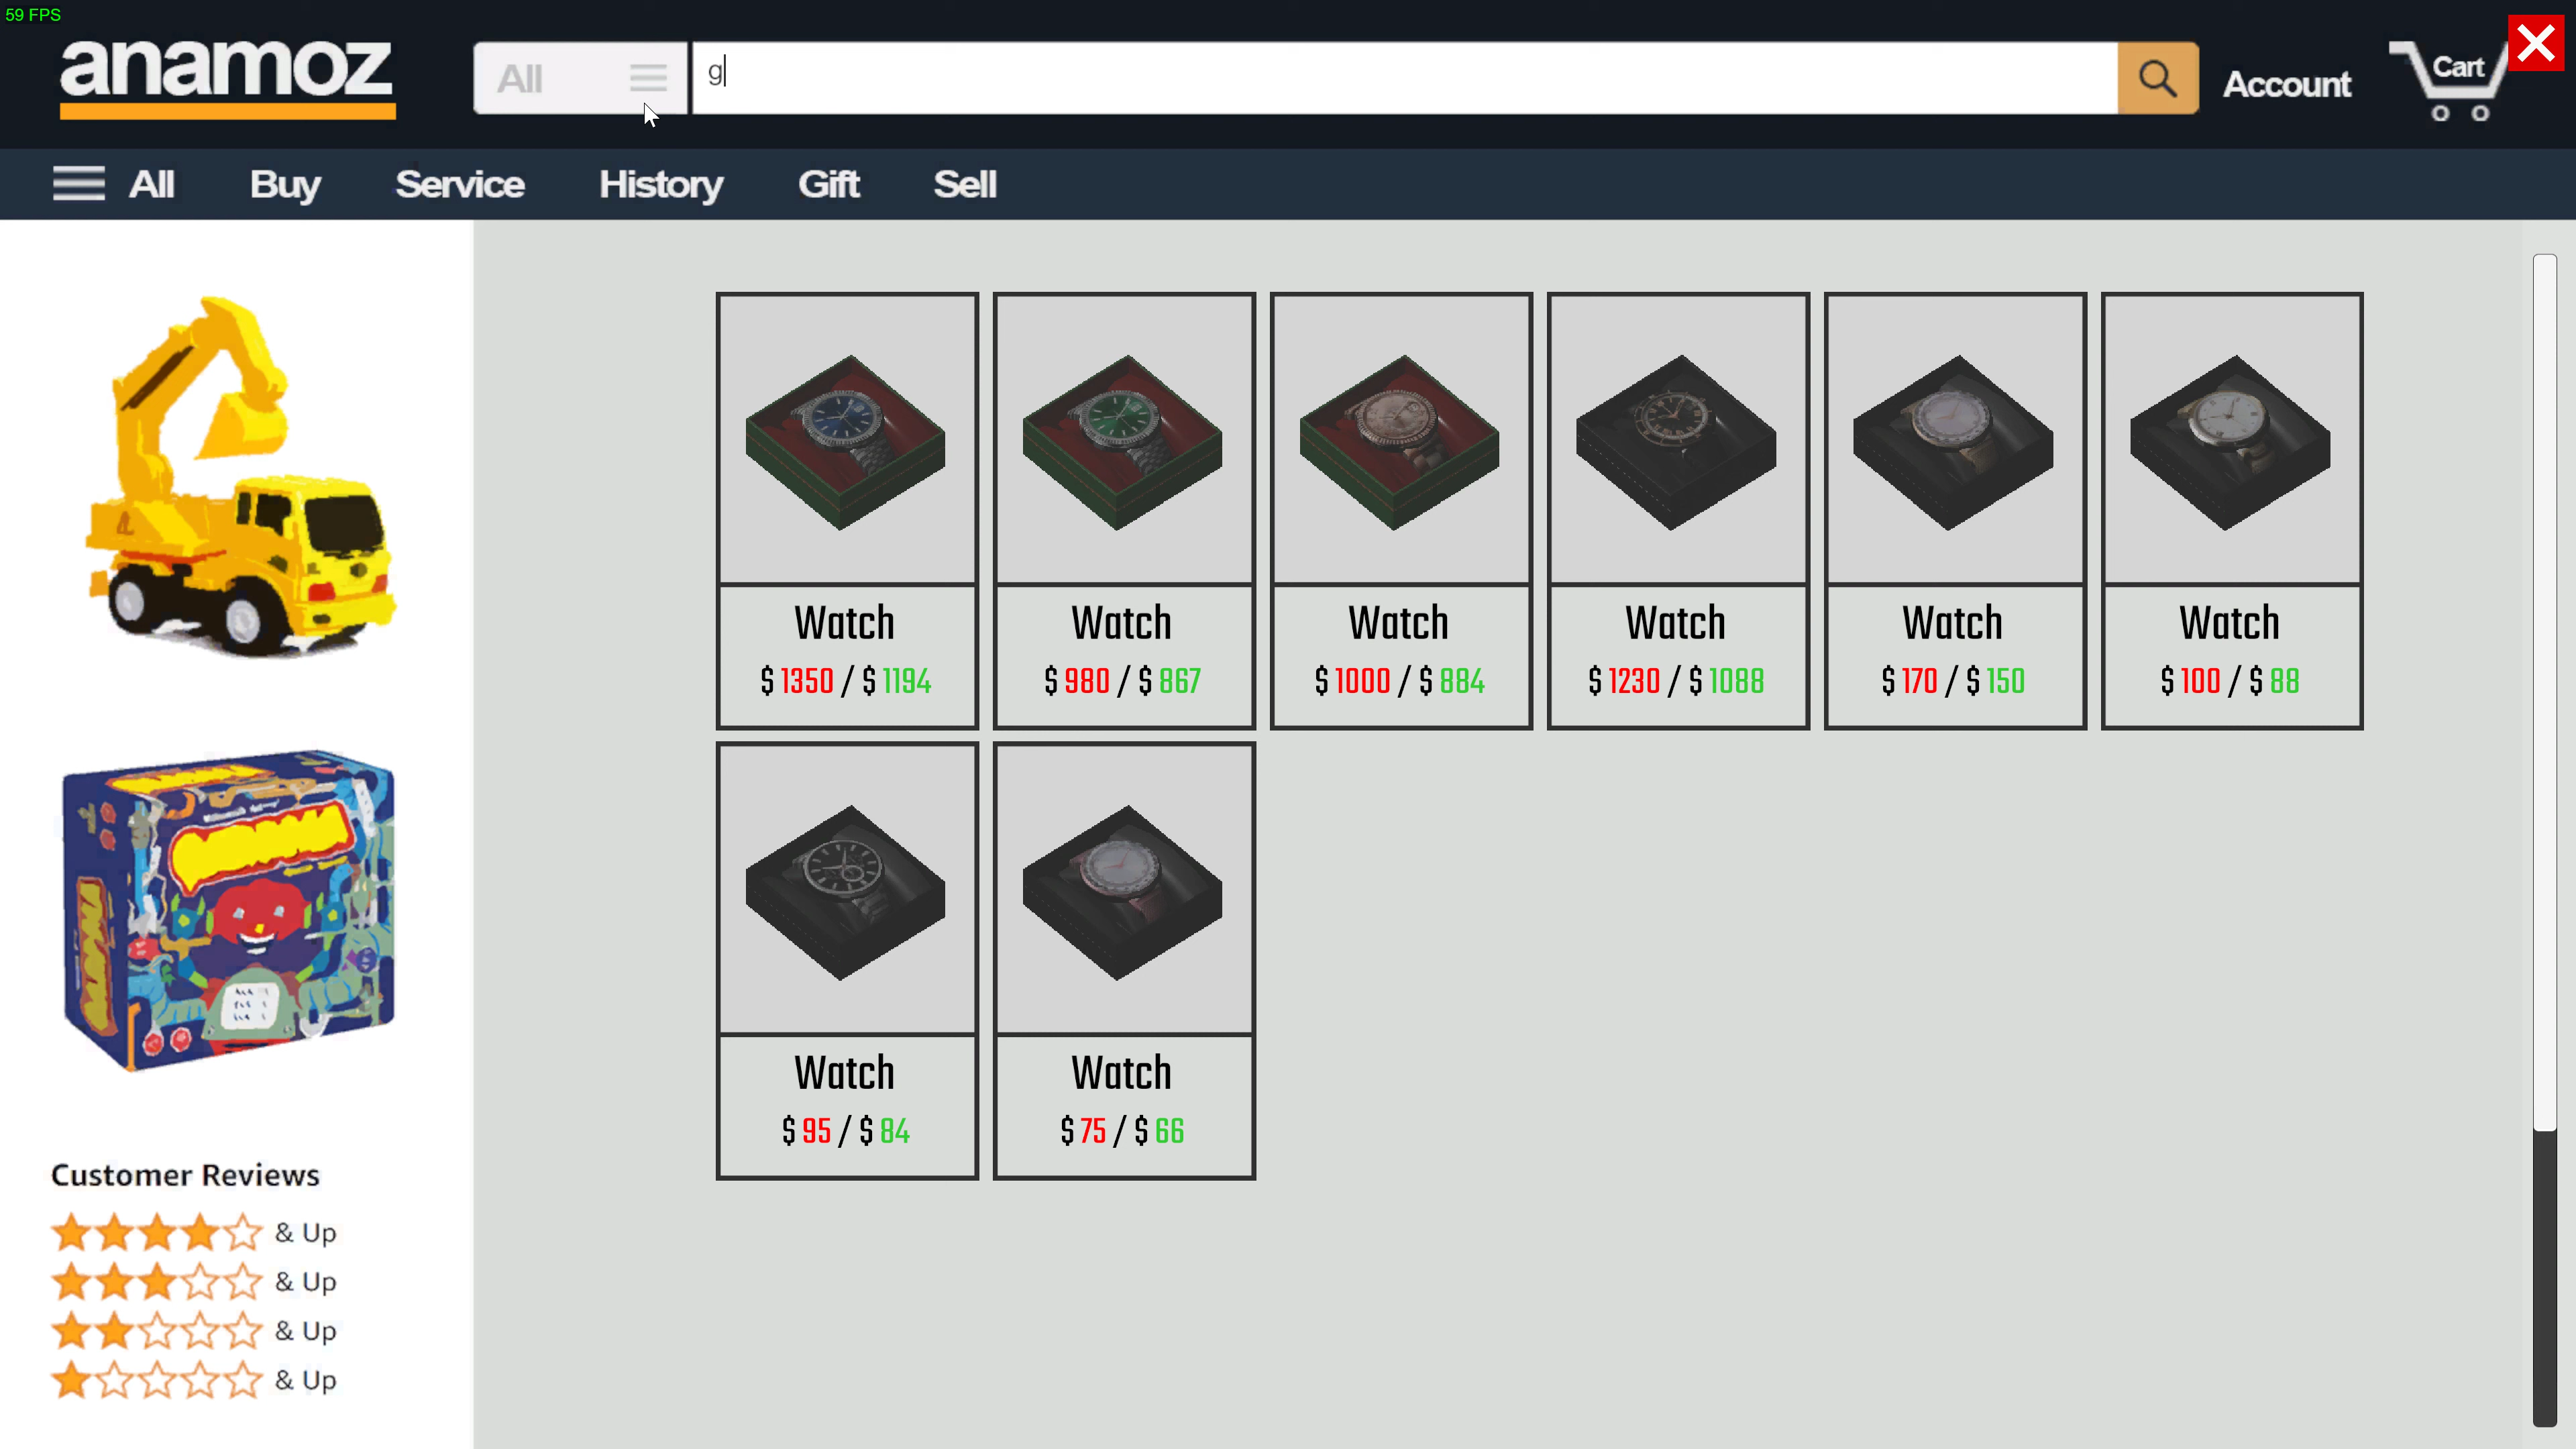 59 FPS
anamoz
All
g
Account
Cart
All Buy Service History Gift Sell
Watch
$ 1350 / $ 1194
Watch
$ 980 / $ 867
Watch
$ 1000 / $ 884
Watch
$ 1230 / $ 1088
Watch
$ 170 / $ 150
Watch
$ 100 / $ 88
Watch
$ 95 / $ 84
Watch
$ 75 / $ 66
Customer Reviews
& Up
& Up
& Up
& Up